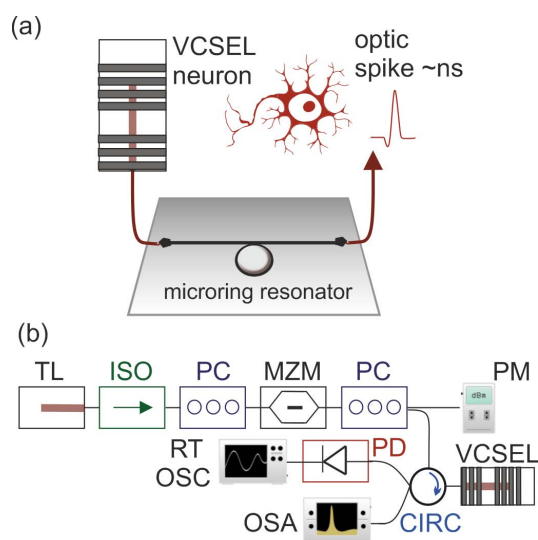 (a)
VCSEL
neuron
optic
spike ~ns
microring resonator
(b)
TL ISO PC MZM PC PM
dBm
RT
OSC
PD
VCSEL
OSA
CIRC